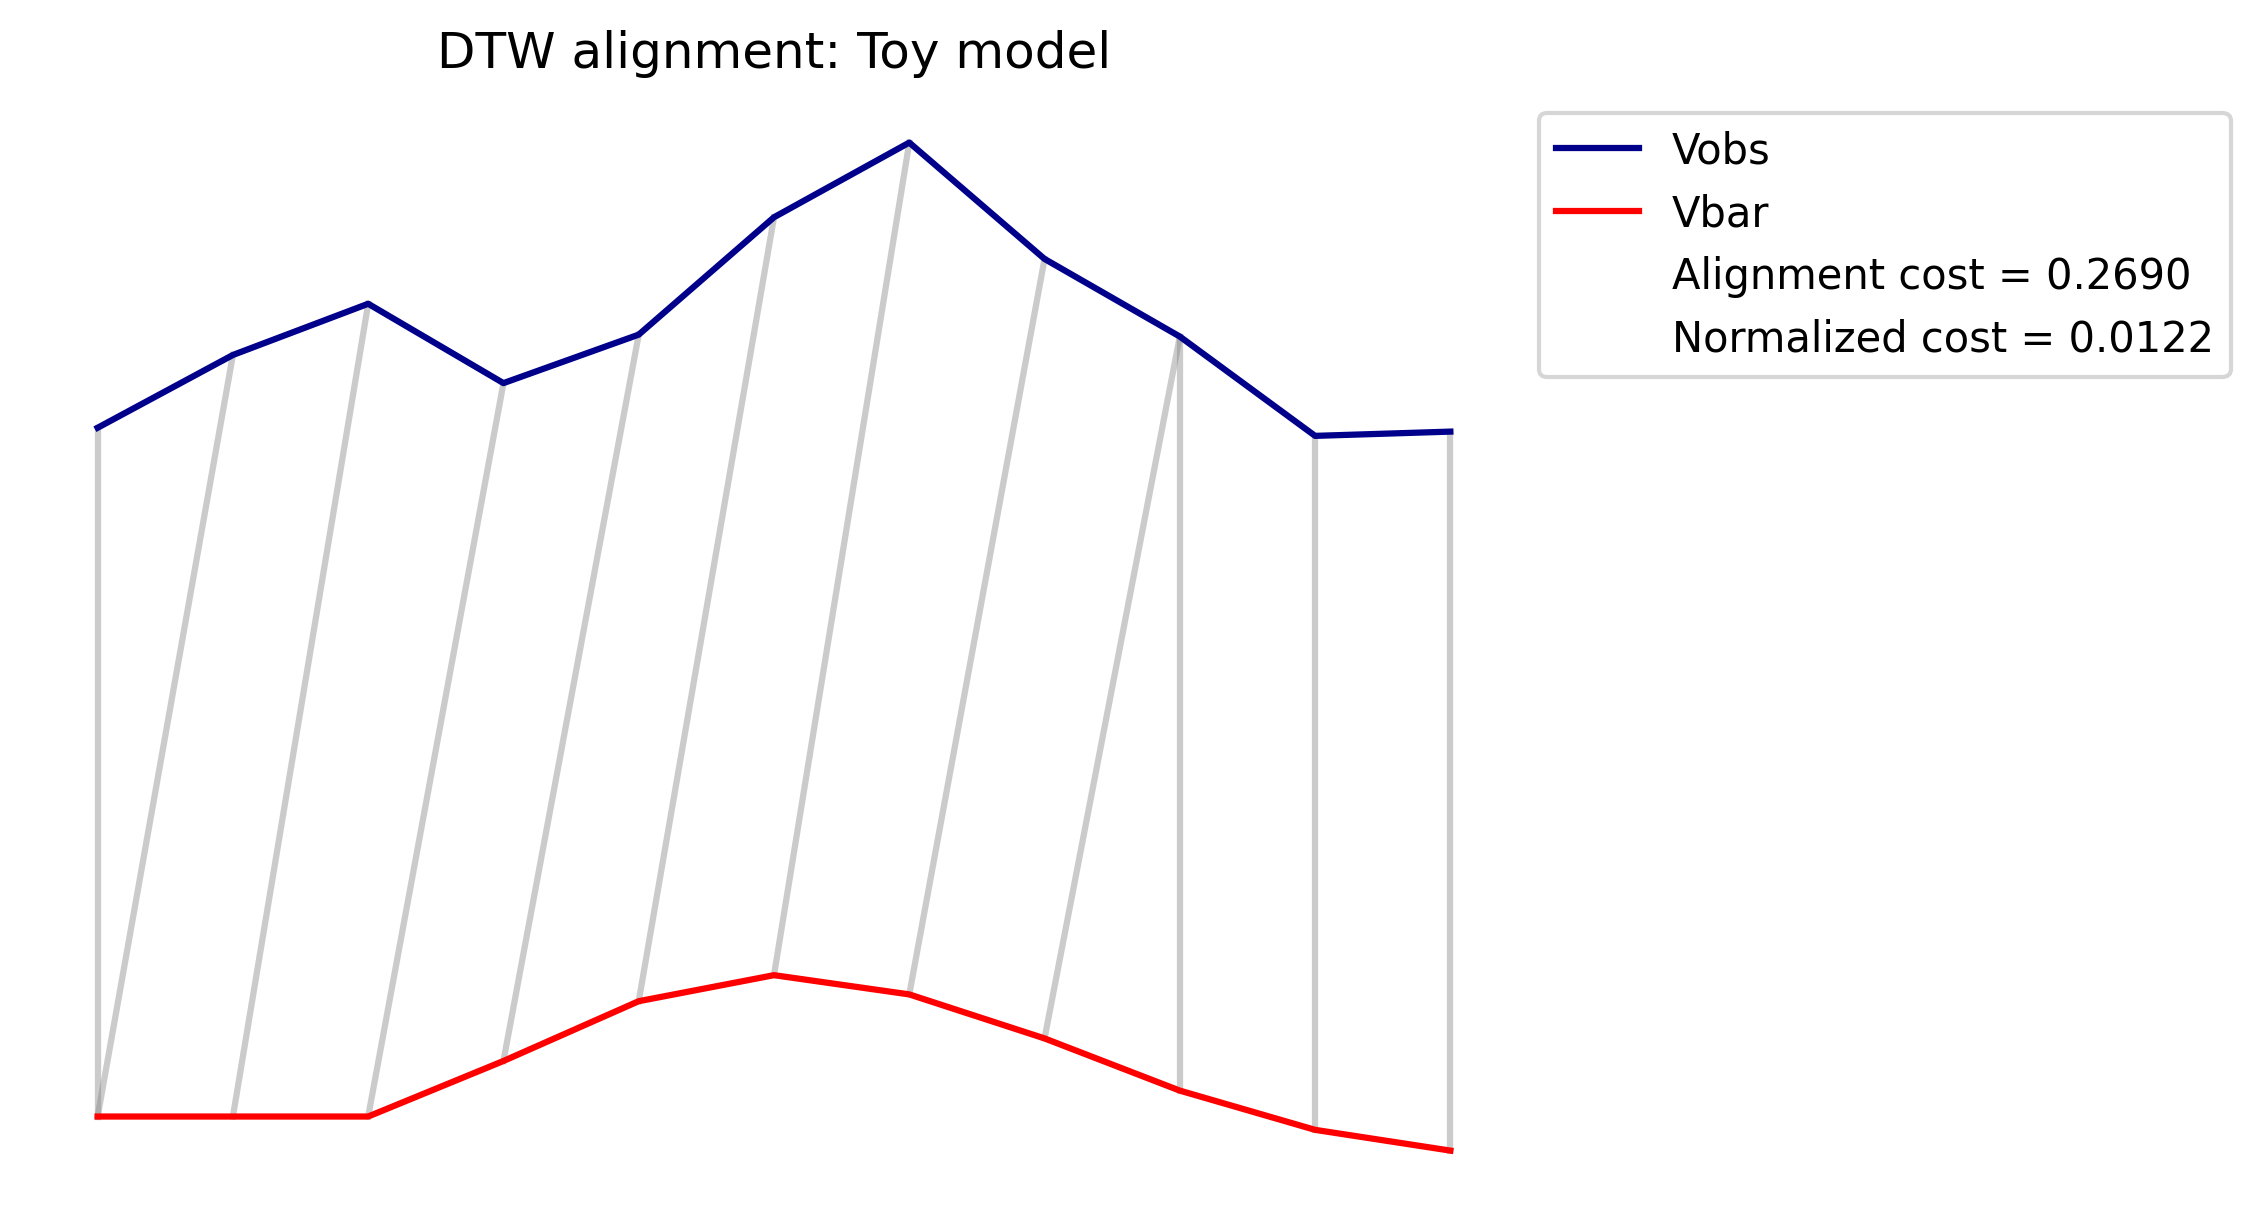 DTW alignment: Toy model
Vobs
Vbar
Alignment cost = 0.2690
Normalized cost = 0.0122